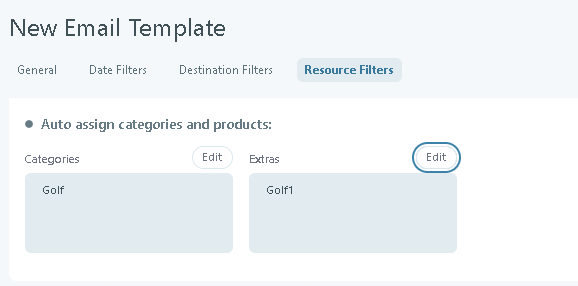 New Email Template
General Date Filters Destination Filters Resource Filters
Auto assign categories and products:
Categories Edit Extras Edit
Golf Golf1